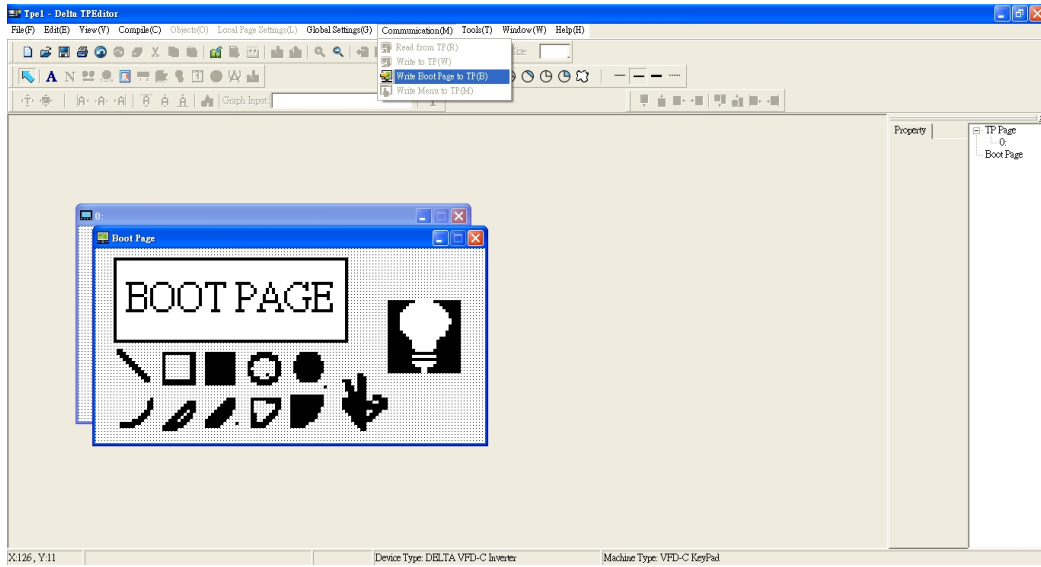 Tpe1 - Delta TPEditor
File(F) Edit(E) View(V) Compile(C) Objects(O) Local Page Settings(L) Global Settings(G) Communication(M) Tools(T) Window(W) Help(H)
Read from TP(R)
Write to TP(W)
Write Boot Page to TP(B)
Write Menu to TP(M)
Size
Graph Input:
Property
TP Page
0:
Boot Page
0:
Boot Page
BOOT PAGE
X:126, Y:11
Device Type: DELTA VFD-C Inverter
Machine Type: VFD-C KeyPad